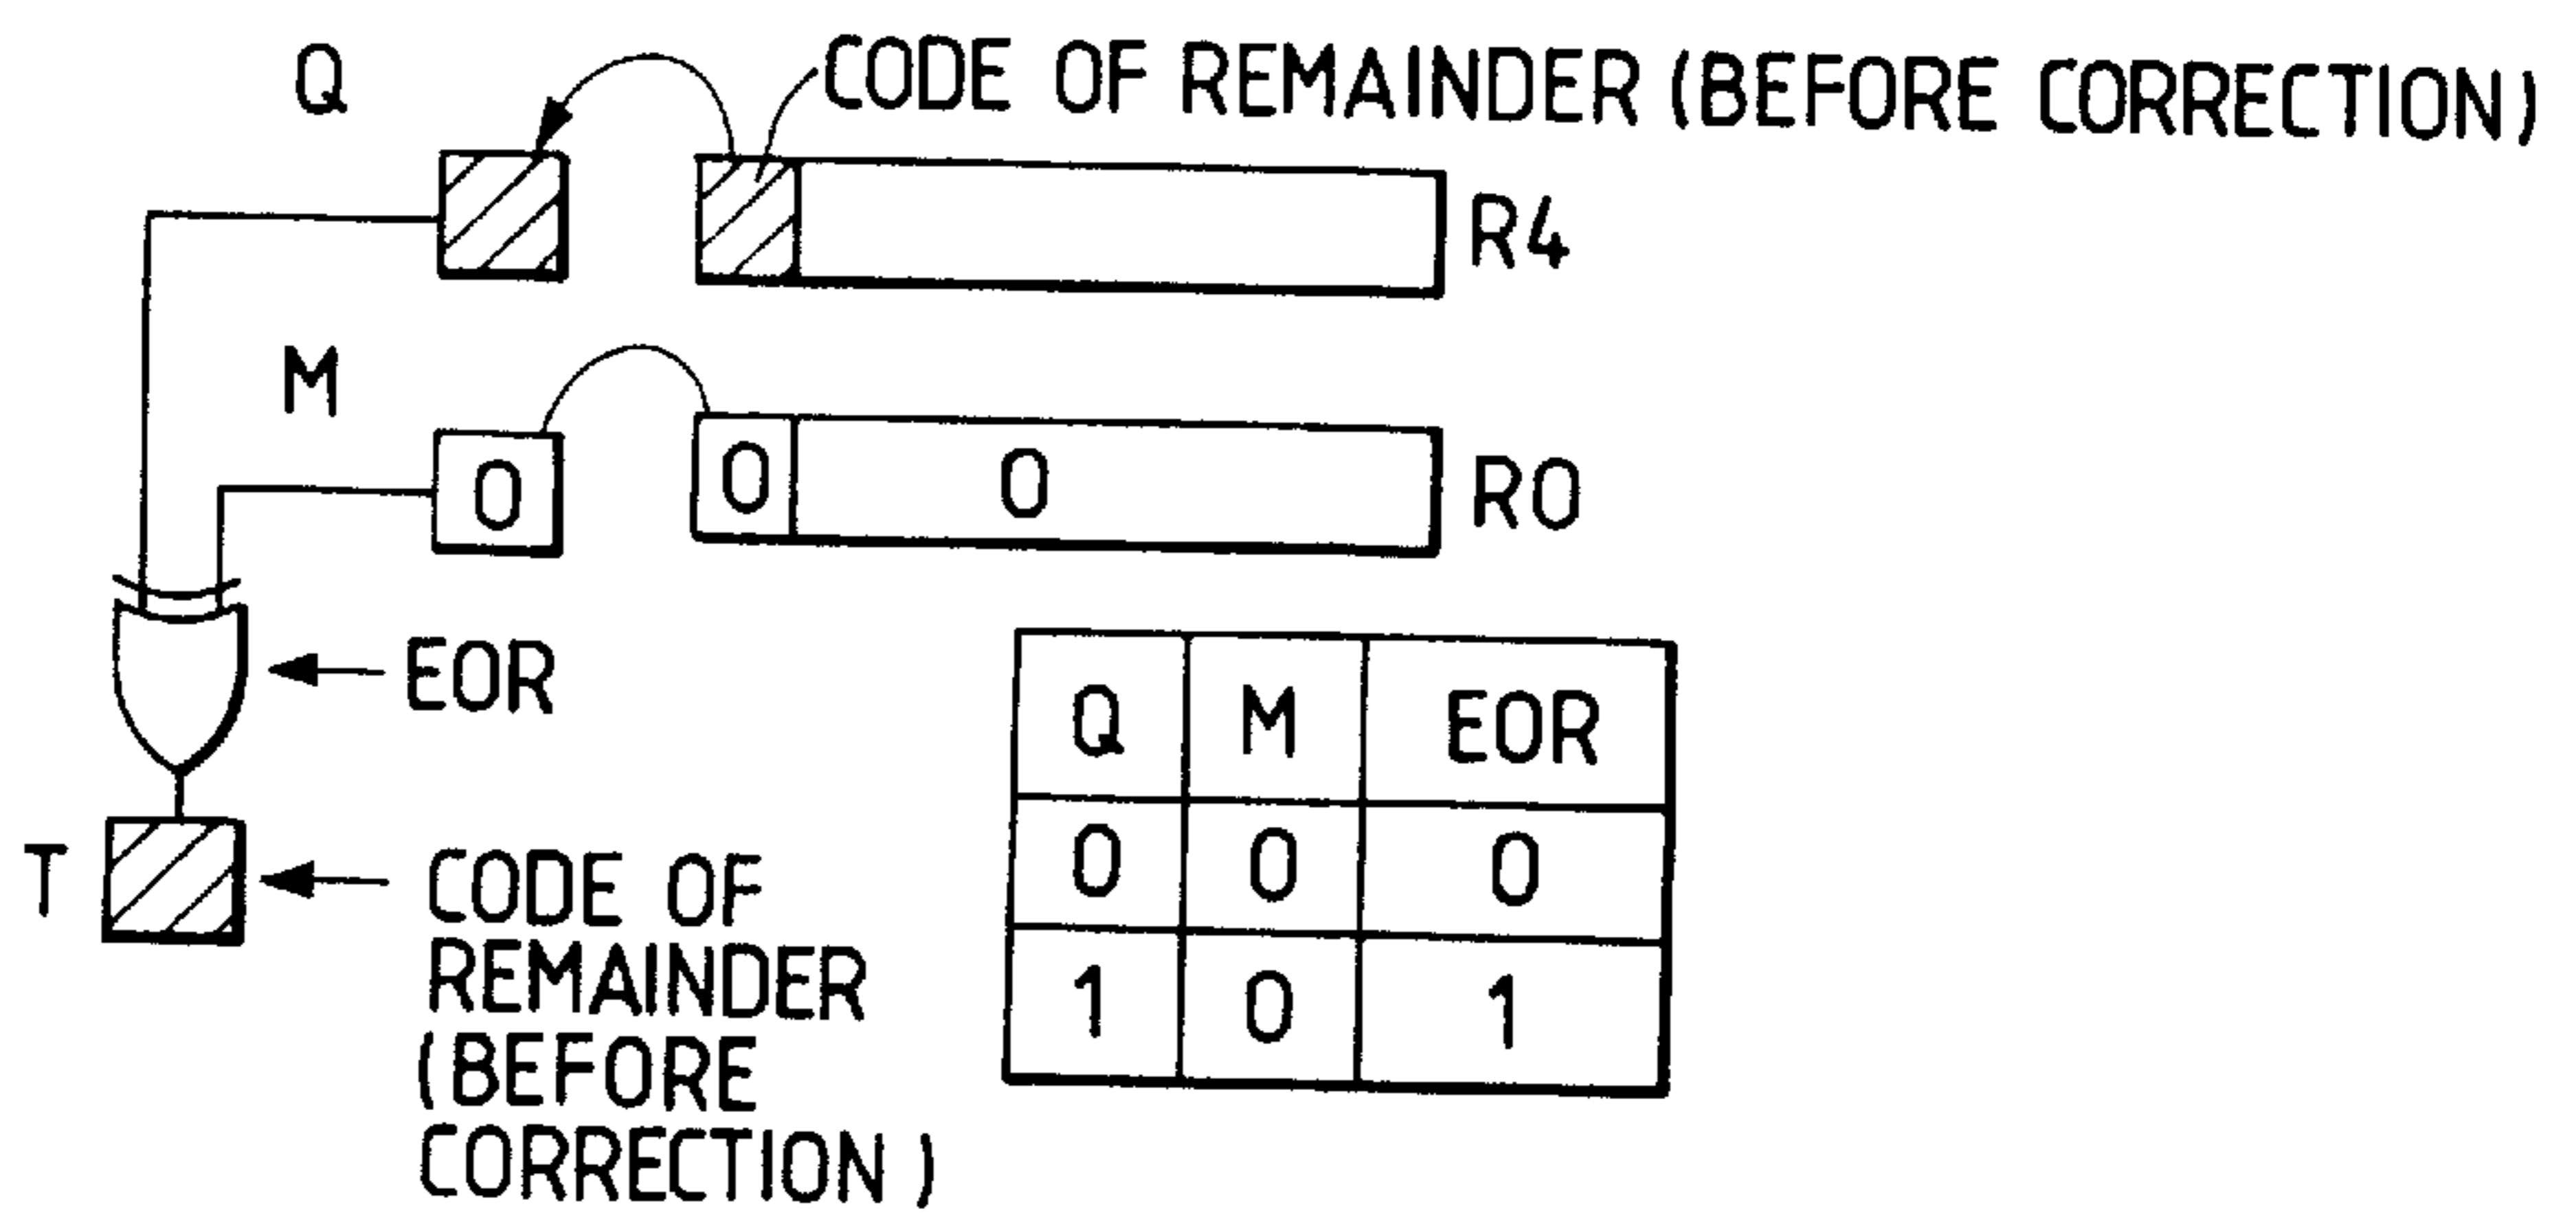 Q
CODE OF REMAINDER (BEFORE CORRECTION)
R4
M
0
0
0
R0
EOR
T
CODE OF
REMAINDER
(BEFORE
CORRECTION)
Q M EOR
0 0 0
1 0 1